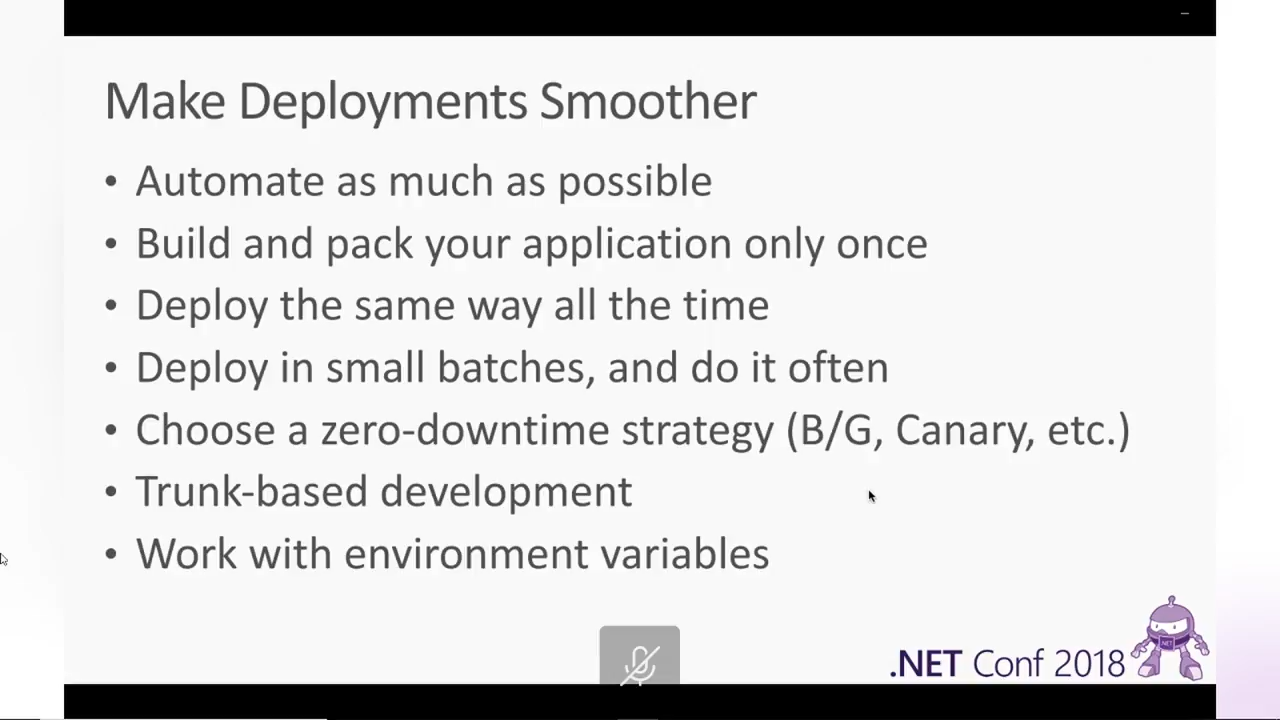 Make Deployments Smoother
• Automate as much as possible
• Build and pack your application only once
• Deploy the same way all the time
• Deploy in small batches, and do it often
• Choose a zero-downtime strategy (B/G, Canary, etc.)
• Trunk-based development
• Work with environment variables
.NET Conf 2018
.NET